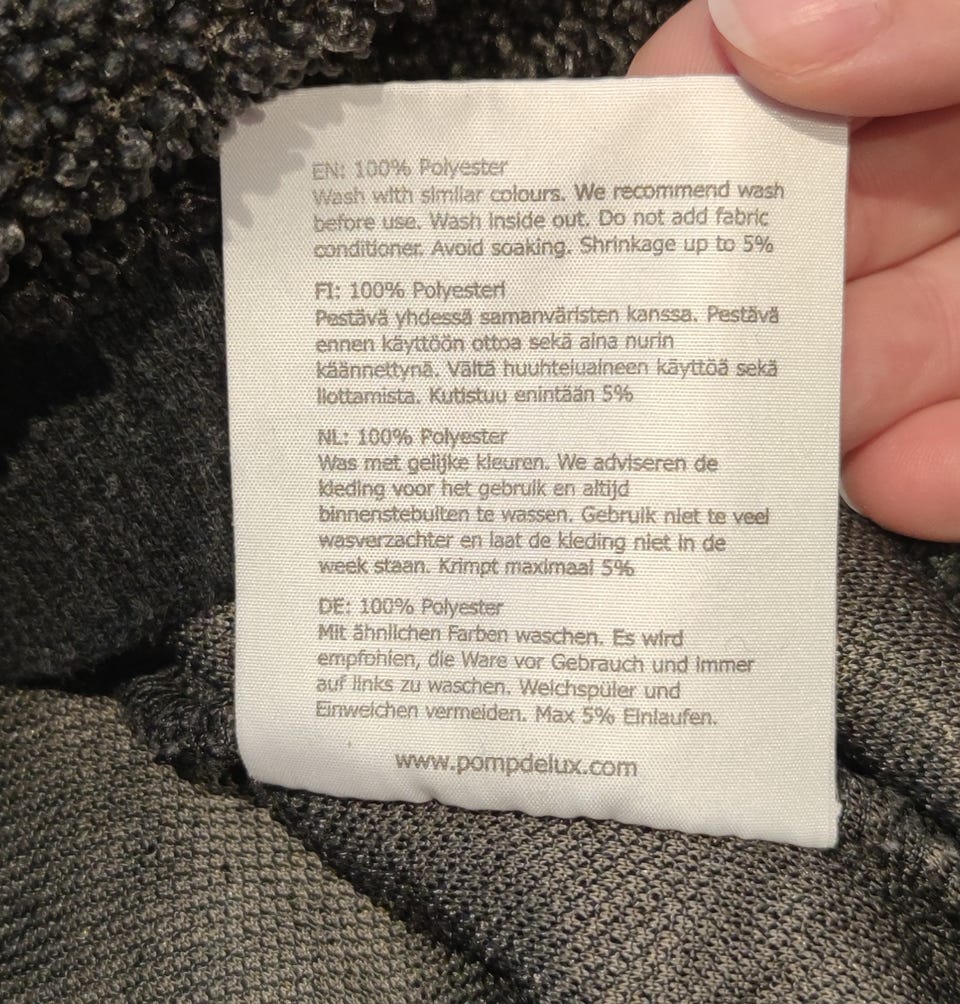 EN: 100% Polyester
Wash with similar colours. We recommend wash
before use. Wash inside out. Do not add fabric
conditioner. Avoid soaking. Shrinkage up to 5%
FI: 100% Polyesteri
Pestävä yhdessä samanväristen kanssa. Pestävä
ennen käyttöön ottoa sekä aina nurin
käännettynä. Vältä huuhteluaineen käyttöä sekä
liottamista. Kutistuu enintään 5%
NL: 100% Polyester
Was met gelijke kleuren. We adviseren de
kleding voor het gebruik en altijd
binnenstebuiten te wassen. Gebruik niet te veel
wasverzachter en laat de kleding niet in de
week staan. Krimpt maximaal 5%
DE: 100% Polyester
Mit ähnlichen Farben waschen. Es wird
empfohlen, die Ware vor Gebrauch und immer
auf links zu waschen. Weichspüler und
Einweichen vermeiden. Max 5% Einlaufen.
www.pompdelux.com